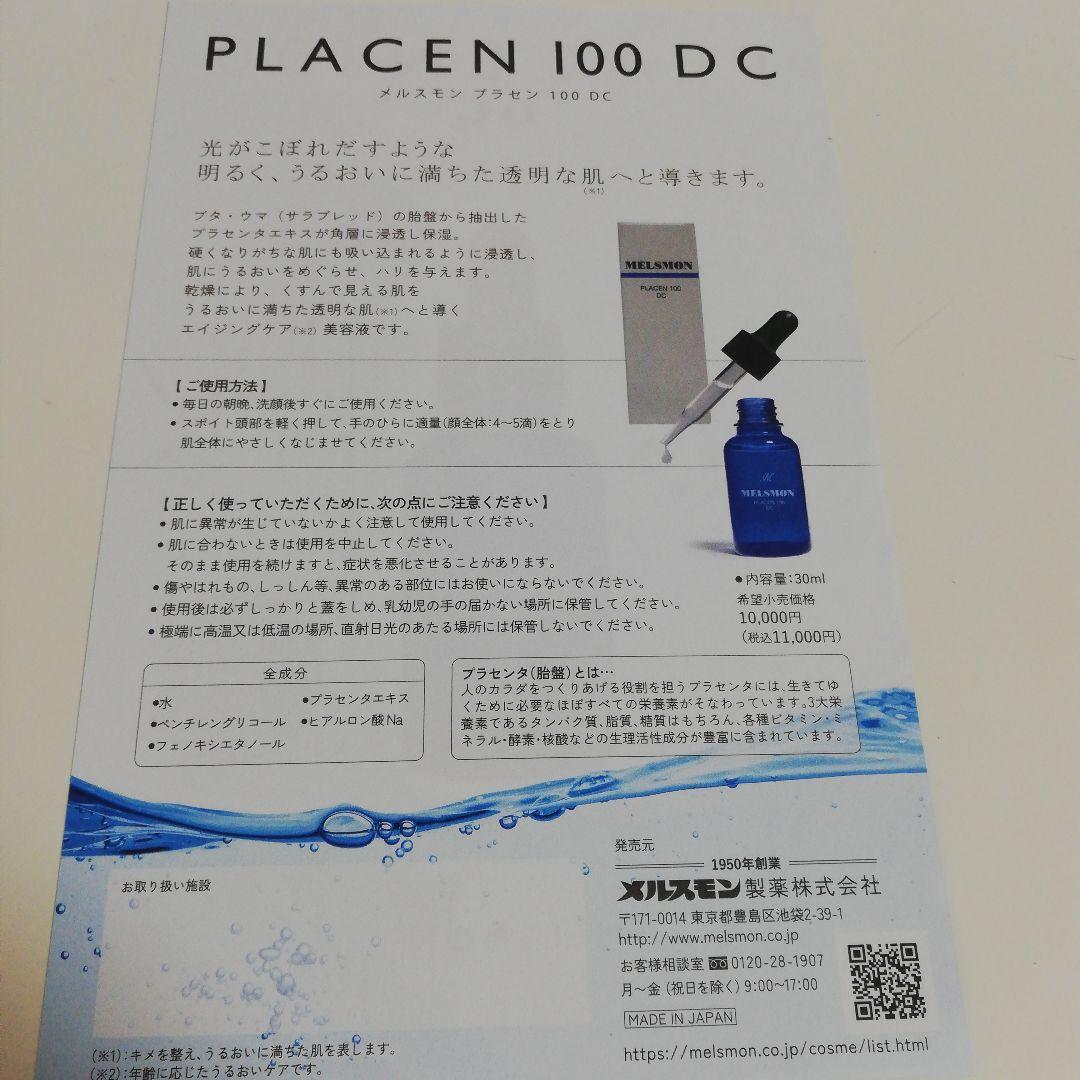 PLACEN 100 DC
メルスモン プラセン 100 DC
光がこぼれだすような
明るく、うるおいに満ちた透明な肌へと導きます。
(※1)
ブタ・ウマ（サラブレッド）の胎盤から抽出した
プラセンタエキスが角層に浸透し保湿。
硬くなりがちな肌にも吸い込まれるように浸透し、
肌にうるおいをめぐらせ、ハリを与えます。
乾燥により、くすんで見える肌を
うるおいに満ちた透明な肌(※1)へと導く
エイジングケア(※2) 美容液です。
MELSMON
PLACEN 100
DC
【ご使用方法】
●毎日の朝晩、洗顔後すぐにご使用ください。
●スポイト頭部を軽く押して、手のひらに適量(顔全体：4〜5滴)をとり
肌全体にやさしくなじませてください。
M
MELSMON
PLACEN 100
DC
【正しく使っていただくために、次の点にご注意ください】
●肌に異常が生じていないかよく注意して使用してください。
●肌に合わないときは使用を中止してください。
そのまま使用を続けますと、症状を悪化させることがあります。
●傷やはれもの、しっしん等、異常のある部位にはお使いにならないでください。
●使用後は必ずしっかりと蓋をしめ、乳幼児の手の届かない場所に保管してください。
●極端に高温又は低温の場所、直射日光のあたる場所には保管しないでください。
●内容量：30ml
希望小売価格
10,000円
(税込11,000円)
全成分
●水 ●プラセンタエキス
●ペンチレングリコール ●ヒアルロン酸Na
●フェノキシエタノール
プラセンタ(胎盤)とは…
人のカラダをつくりあげる役割を担うプラセンタには、生きてゆ
くために必要なほぼすべての栄養素がそなわっています。3大栄
養素であるタンパク質、脂質、糖質はもちろん、各種ビタミン・ミ
ネラル・酵素・核酸などの生理活性成分が豊富に含まれています。
お取り扱い施設
発売元
1950年創業
メルスモン製薬株式会社
〒171-0014 東京都豊島区池袋2-39-1
http://www.melsmon.co.jp
お客様相談室 0120-28-1907
月〜金（祝日を除く）9:00〜17:00
MADE IN JAPAN
https://melsmon.co.jp/cosme/list.html
(※1)：キメを整え、うるおいに満ちた肌を表します。
(※2)：年齢に応じたうるおいケアです。